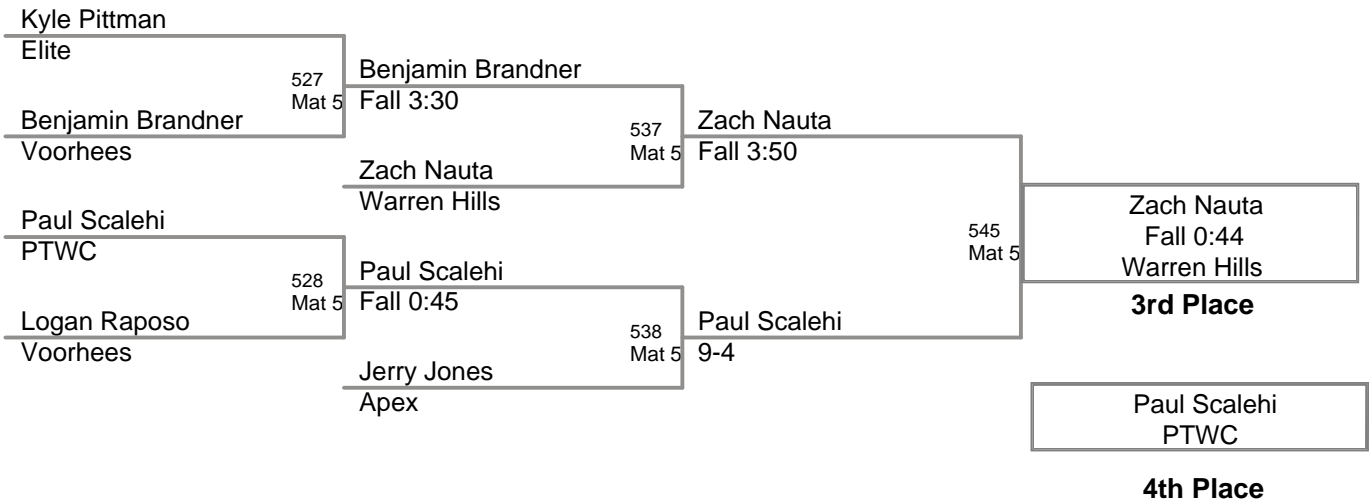 Kyle Pittman
Elite
527
Mat 5
Benjamin Brandner
Fall 3:30
Benjamin Brandner
Voorhees
537
Mat 5
Zach Nauta
Fall 3:50
Zach Nauta
Warren Hills
Paul Scalehi
PTWC
528
Mat 5
Paul Scalehi
Fall 0:45
Logan Raposo
Voorhees
538
Mat 5
Paul Scalehi
9-4
Jerry Jones
Apex
545
Mat 5
Zach Nauta
Fall 0:44
Warren Hills
3rd Place
Paul Scalehi
PTWC
4th Place